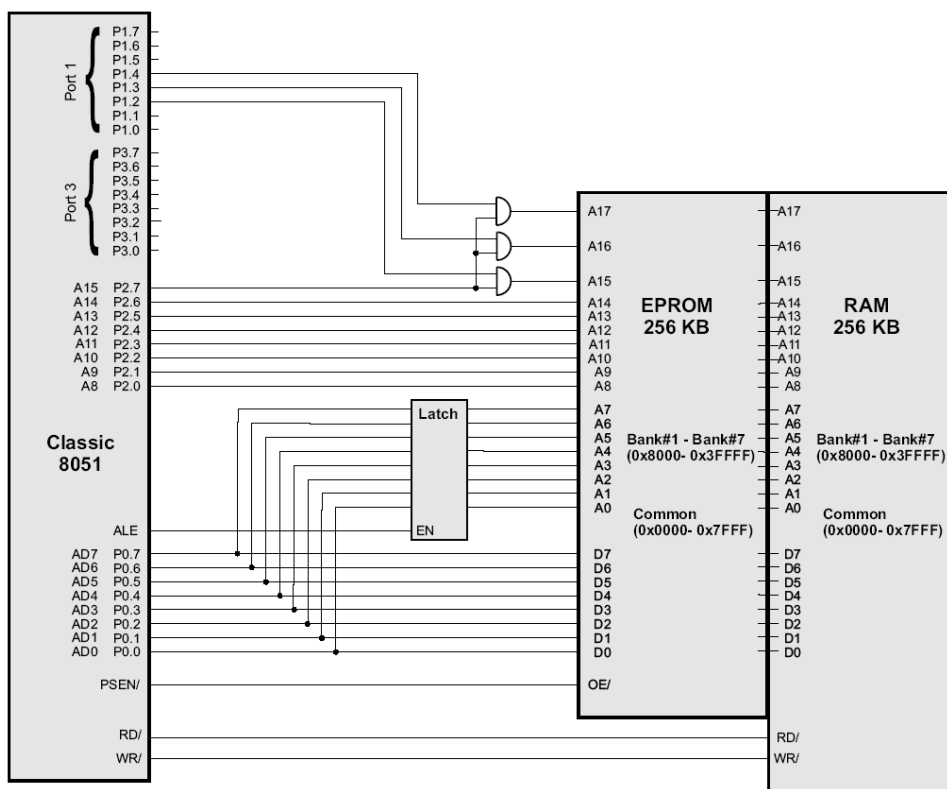 Port 1
P1.7
P1.6
P1.5
P1.4
P1.3
P1.2
P1.1
P1.0
Port 3
P3.7
P3.6
P3.5
P3.4
P3.3
P3.2
P3.1
P3.0
A15 P2.7
A14 P2.6
A13 P2.5
A12 P2.4
A11 P2.3
A10 P2.2
A9 P2.1
A8 P2.0
Classic
8051
ALE
AD7 P0.7
AD6 P0.6
AD5 P0.5
AD4 P0.4
AD3 P0.3
AD2 P0.2
AD1 P0.1
AD0 P0.0
PSEN/
RD/
WR/
Latch
EN
A17
A16
A15
A14
A13
A12
A11
A10
A9
A8
A7
A6
A5
A4
A3
A2
A1
A0
D7
D6
D5
D4
D3
D2
D1
D0
OE/
EPROM
256 KB
Bank#1 - Bank#7
(0x8000- 0x3FFFF)
Common
(0x0000- 0x7FFF)
A17
A16
A15
A14
A13
A12
A11
A10
A9
A8
A7
A6
A5
A4
A3
A2
A1
A0
D7
D6
D5
D4
D3
D2
D1
D0
RD/
WR/
RAM
256 KB
Bank#1 - Bank#7
(0x8000- 0x3FFFF)
Common
(0x0000- 0x7FFF)